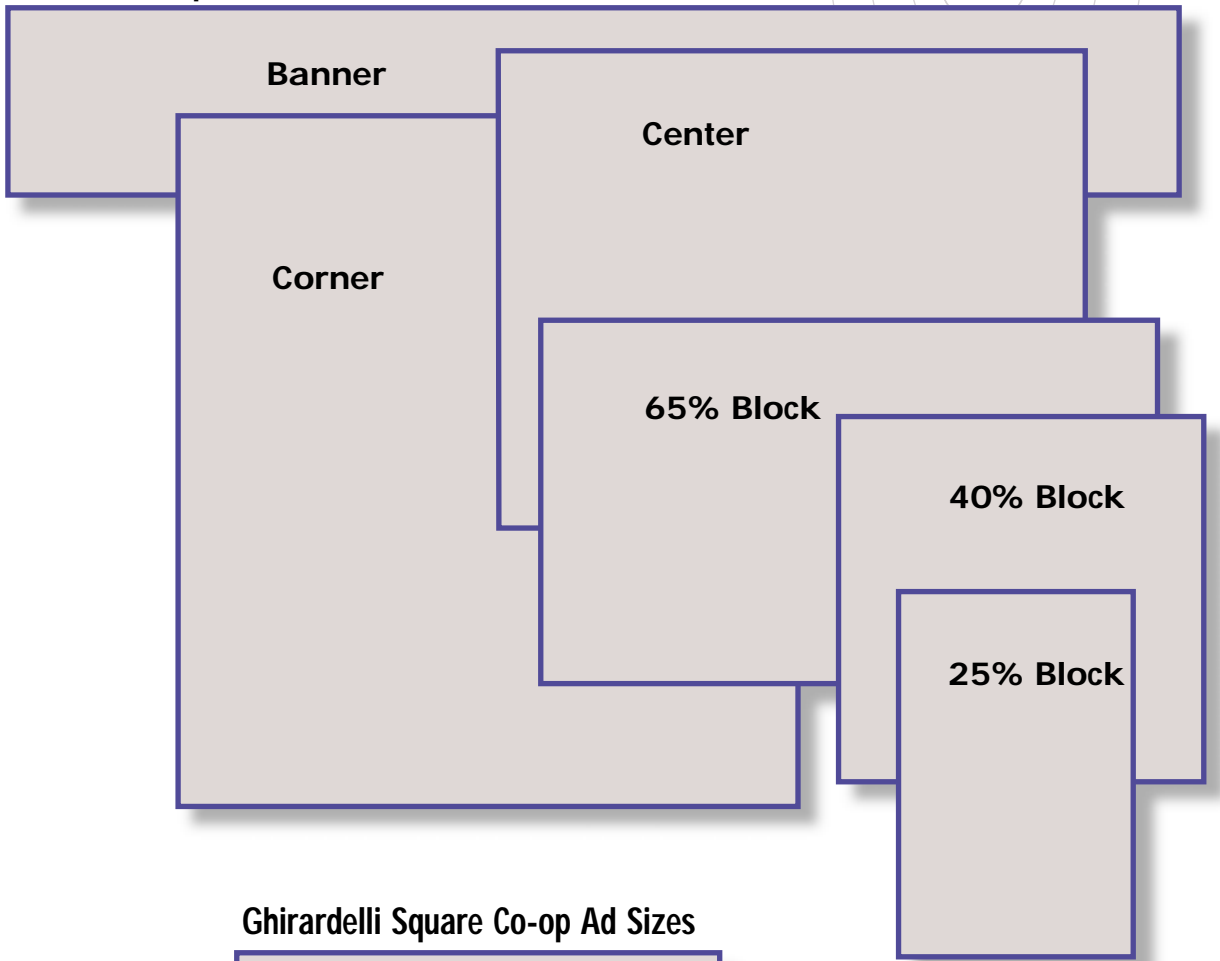 Banner
Center
Corner
65% Block
40% Block
25% Block
Ghirardelli Square Co-op Ad Sizes